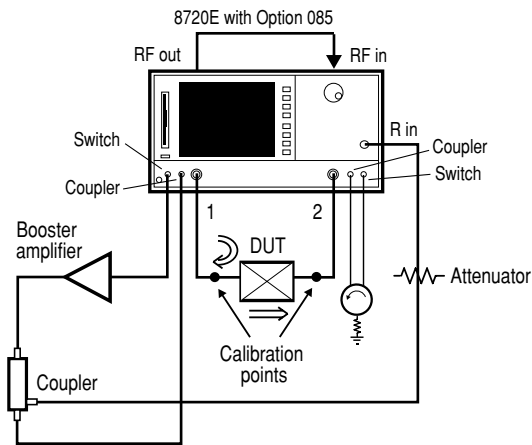 8720E with Option 085
RF out
RF in
R in
Switch
Coupler
Coupler
Switch
1
2
Booster
amplifier
DUT
Attenuator
Calibration
points
Coupler